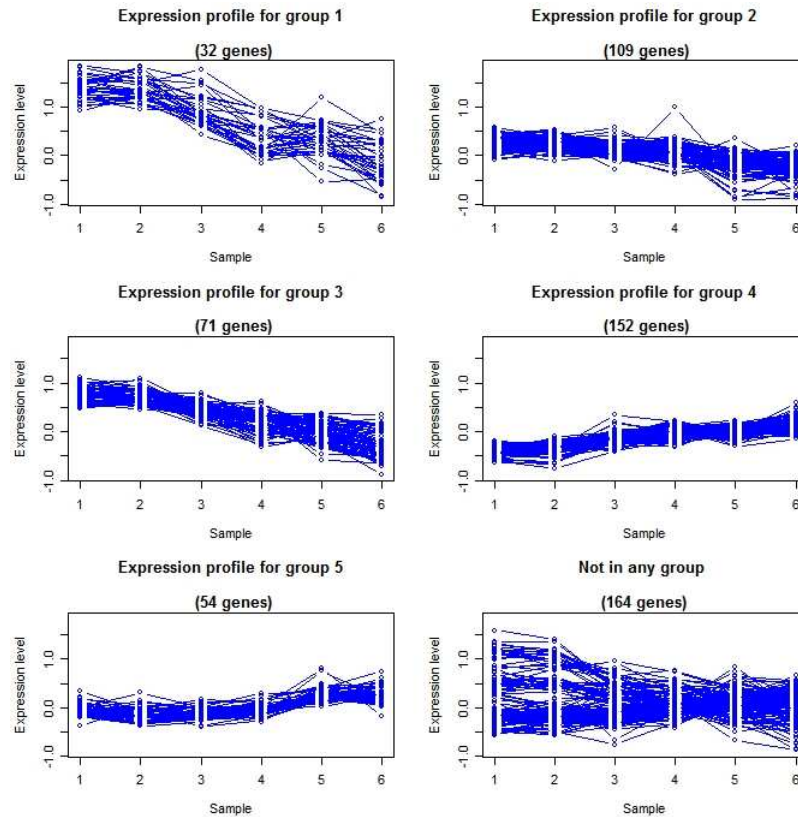 Expression profile for group 1
(32 genes)
Expression level
1.0
0.0
-1.0
1 2 3 4 5 6
Sample
Expression profile for group 2
(109 genes)
Expression level
1.0
0.0
-1.0
1 2 3 4 5 6
Sample
Expression profile for group 3
(71 genes)
Expression level
1.0
0.0
-1.0
1 2 3 4 5 6
Sample
Expression profile for group 4
(152 genes)
Expression level
1.0
0.0
-1.0
1 2 3 4 5 6
Sample
Expression profile for group 5
(54 genes)
Expression level
1.0
0.0
-1.0
1 2 3 4 5 6
Sample
Not in any group
(164 genes)
Expression level
1.0
0.0
-1.0
1 2 3 4 5 6
Sample